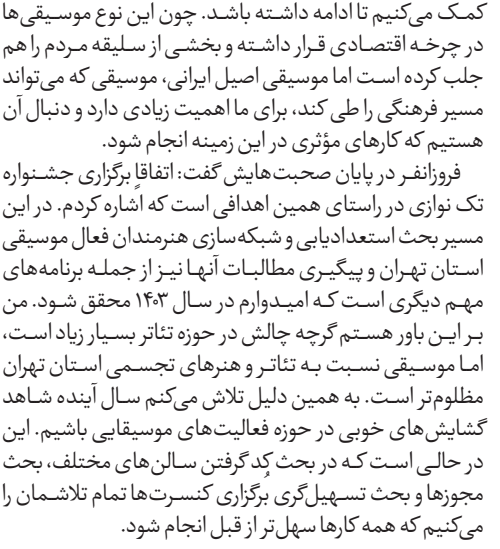 کمک می‌کنیم تا ادامه داشته باشد. چون این نوع موسیقی‌ها
در چرخه اقتصادی قرار داشته و بخشی از سلیقه مردم را هم
جلب کرده است اما موسیقی اصیل ایرانی، موسیقی که می‌تواند
مسیر فرهنگی را طی کند، برای ما اهمیت زیادی دارد و دنبال آن
هستیم که کارهای مؤثری در این زمینه انجام شود.
فروزانفر در پایان صحبت‌هایش گفت: اتفاقاٍ برگزاری جشنواره
تک نوازی در راستای همین اهدافی است که اشاره کردم. در این
مسیر بحث استعدادیابی و شبکه‌سازی هنرمندان فعال موسیقی
استان تهران و پیگیری مطالبات آنها نیز از جمله برنامه‌های
مهم دیگری است که امیدوارم در سال ۱۴۰۳ محقق شود. من
بر این باور هستم گرچه چالش در حوزه تئاتر بسیار زیاد است،
اما موسیقی نسبت به تئاتر و هنرهای تجسمی استان تهران
مظلوم‌تر است. به همین دلیل تلاش می‌کنم سال آینده شاهد
گشایش‌های خوبی در حوزه فعالیت‌های موسیقایی باشیم. این
در حالی است که در بحث کِد گرفتن سالن‌های مختلف، بحث
مجوزها و بحث تسهیل‌گری بُرگزاری کنسرت‌ها تمام تلاشمان را
می‌کنیم که همه کارها سهل‌تر از قبل انجام شود.